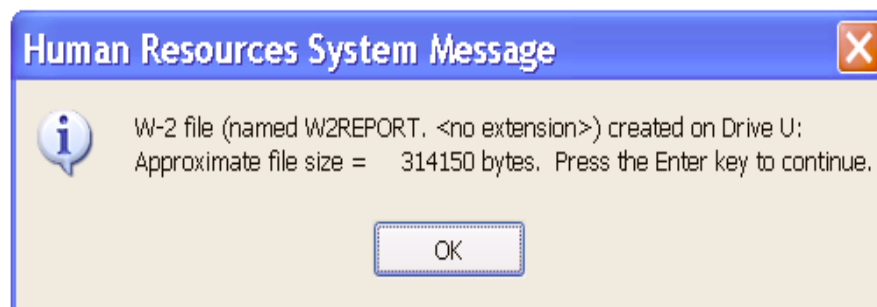 Human Resources System Message
W-2 file (named W2REPORT. <no extension>) created on Drive U:
Approximate file size =     314150 bytes.  Press the Enter key to continue.
OK